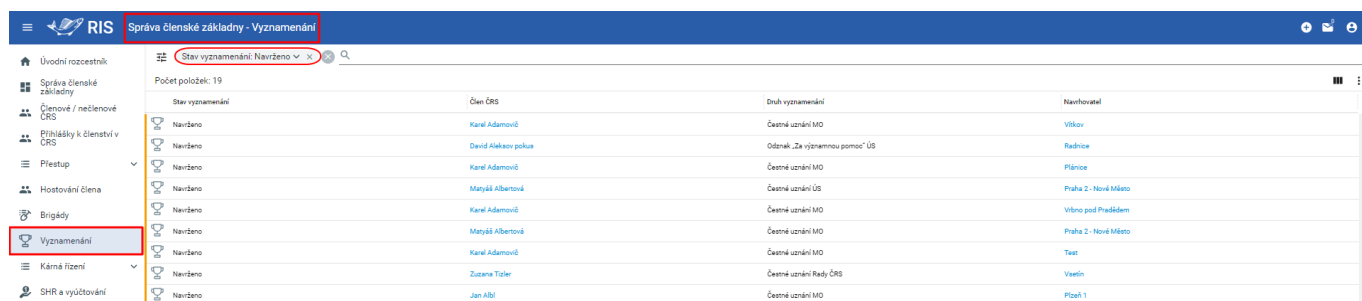 RIS Správa členské základny - Vyznamenání
Úvodní rozcestník
Správa členské
základny
Členové / nečlenové
ČRS
Přihlášky k členství v
ČRS
Přestup
Hostování člena
Brigády
Vyznamenání
Kárná řízení
SHR a vyúčtování
Stav vyznamenání: Navrženo
Počet položek: 19
Stav vyznamenání Člen ČRS Druh vyznamenání Navrhovatel
Navrženo Karel Adamovič Čestné uznání MO Vítkov
Navrženo David Aleksov pokus Odznak „Za významnou pomoc“ ÚS Radnice
Navrženo Karel Adamovič Čestné uznání MO Plánice
Navrženo Matyáš Albertová Čestné uznání ÚS Praha 2 - Nové Město
Navrženo Karel Adamovič Čestné uznání MO Vrbno pod Pradědem
Navrženo Matyáš Albertová Čestné uznání MO Praha 2 - Nové Město
Navrženo Karel Adamovič Čestné uznání MO Test
Navrženo Zuzana Tizler Čestné uznání Rady ČRS Vsetín
Navrženo Jan Albl Čestné uznání MO Plzeň 1